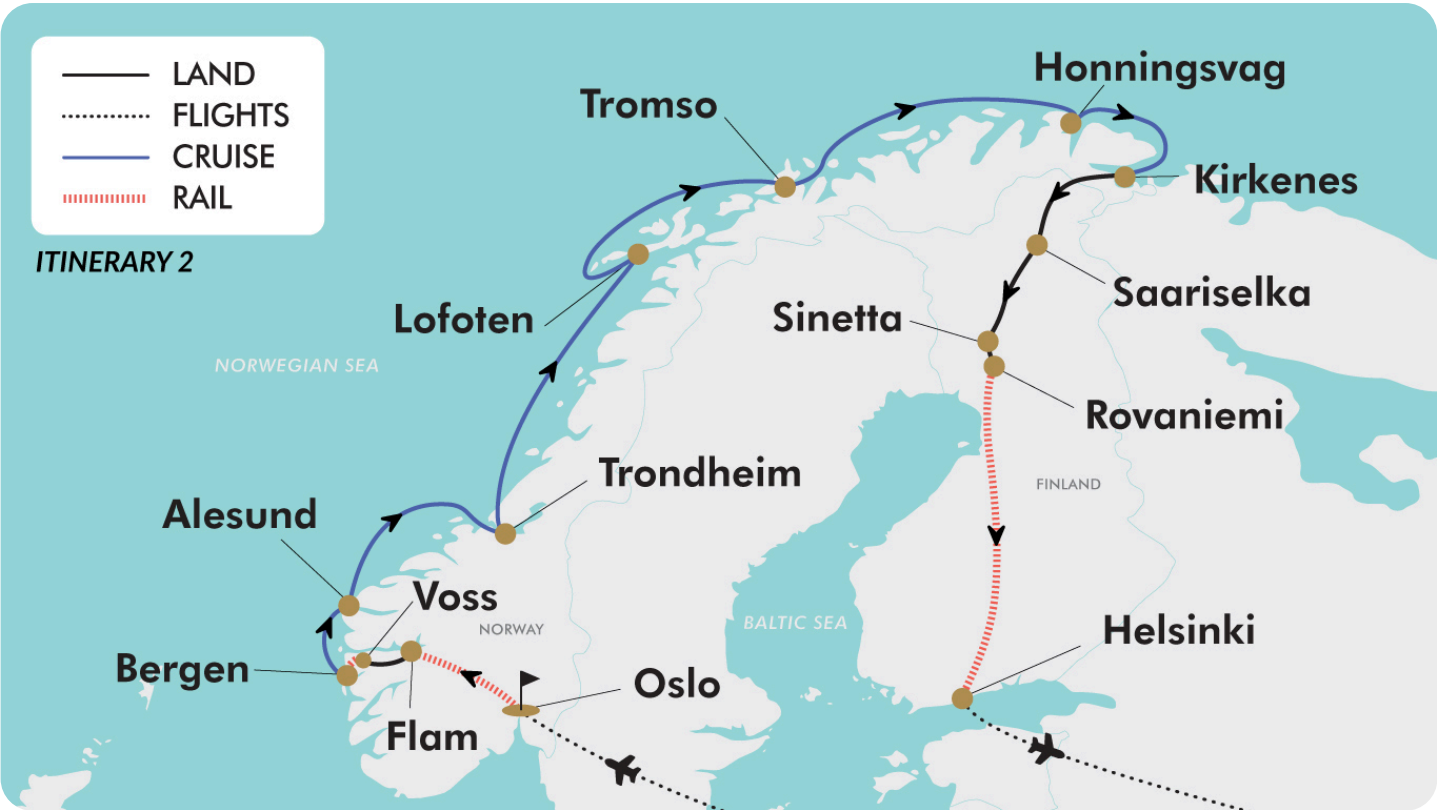 LAND
FLIGHTS
CRUISE
RAIL
ITINERARY 2
Honningsvag
Tromso
Kirkenes
Saariselka
Sinetta
Lofoten
NORWEGIAN SEA
Rovaniemi
Trondheim
FINLAND
Alesund
Voss
NORWAY
BALTIC SEA
Helsinki
Bergen
Oslo
Flam